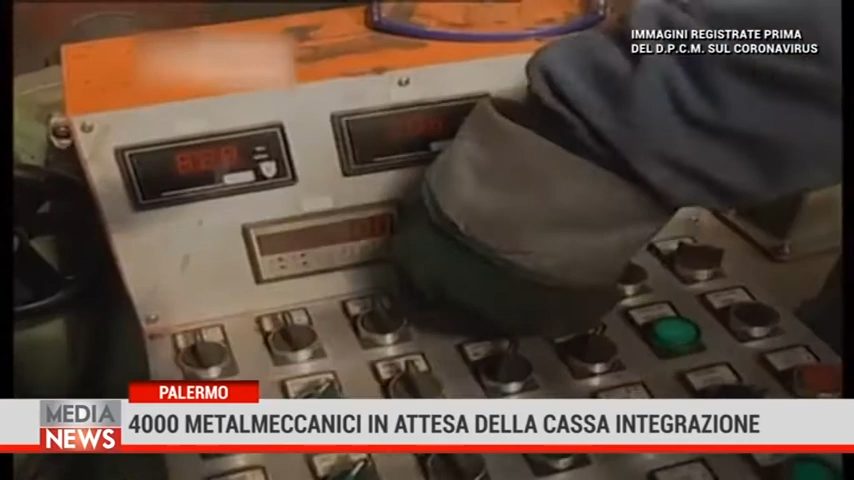 IMMAGINI REGISTRATE PRIMA
DEL D.P.C.M. SUL CORONAVIRUS
PALERMO
MEDIA
NEWS
4000 METALMECCANICI IN ATTESA DELLA CASSA INTEGRAZIONE